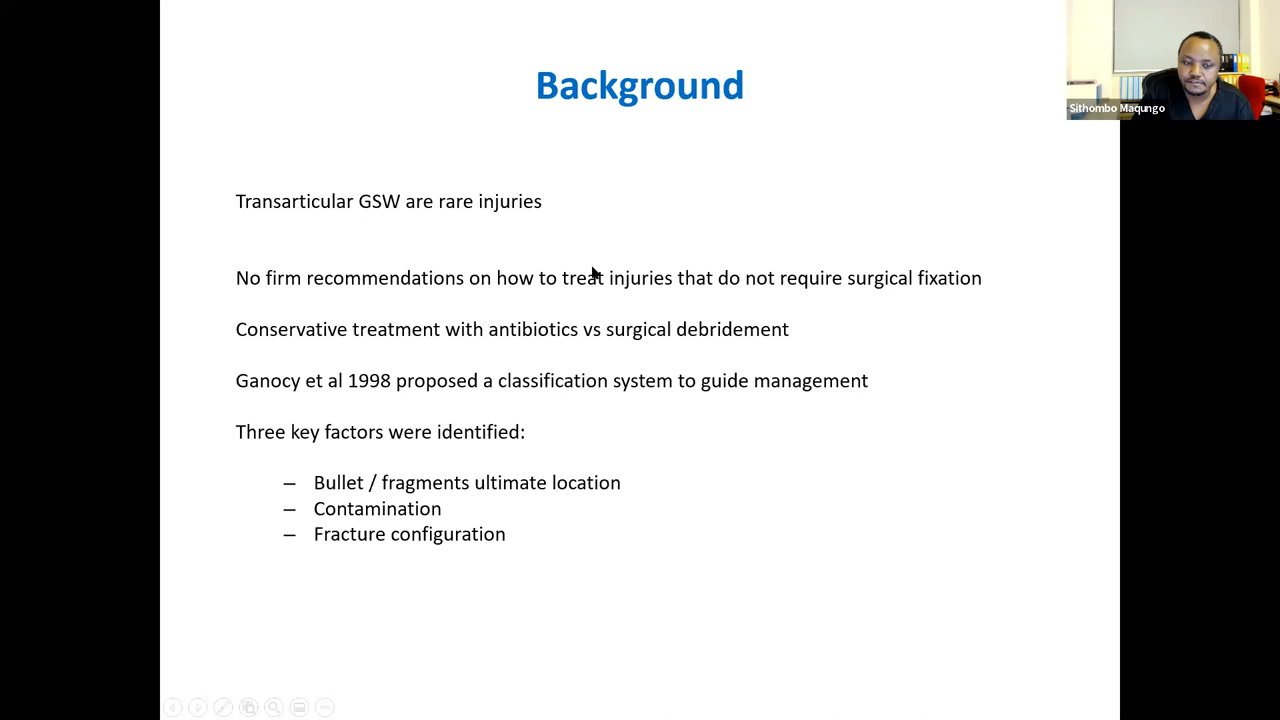 Background
Sithombo Maqungo
Transarticular GSW are rare injuries
No firm recommendations on how to treat injuries that do not require surgical fixation
Conservative treatment with antibiotics vs surgical debridement
Ganocy et al 1998 proposed a classification system to guide management
Three key factors were identified:
– Bullet / fragments ultimate location
– Contamination
– Fracture configuration